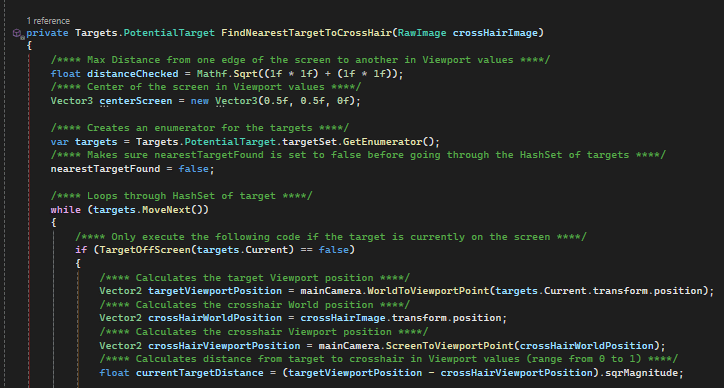 1 reference
private Targets.PotentialTarget FindNearestTargetToCrossHair(RawImage crossHairImage)
{
/**** Max Distance from one edge of the screen to another in Viewport values ****/
float distanceChecked = Mathf.Sqrt((1f * 1f) + (1f * 1f));
/**** Center of the screen in Viewport values ****/
Vector3 centerScreen = new Vector3(0.5f, 0.5f, 0f);
/**** Creates an enumerator for the targets ****/
var targets = Targets.PotentialTarget.targetSet.GetEnumerator();
/**** Makes sure nearestTargetFound is set to false before going through the HashSet of targets ****/
nearestTargetFound = false;
/**** Loops through HashSet of target ****/
while (targets.MoveNext())
{
/**** Only execute the following code if the target is currently on the screen ****/
if (TargetOffScreen(targets.Current) == false)
{
/**** Calculates the target Viewport position ****/
Vector2 targetViewportPosition = mainCamera.WorldToViewportPoint(targets.Current.transform.position);
/**** Calculates the crosshair World position ****/
Vector2 crossHairWorldPosition = crossHairImage.transform.position;
/**** Calculates the crosshair Viewport position ****/
Vector2 crossHairViewportPosition = mainCamera.ScreenToViewportPoint(crossHairWorldPosition);
/**** Calculates distance from target to crosshair in Viewport values (range from 0 to 1) ****/
float currentTargetDistance = (targetViewportPosition - crossHairViewportPosition).sqrMagnitude;